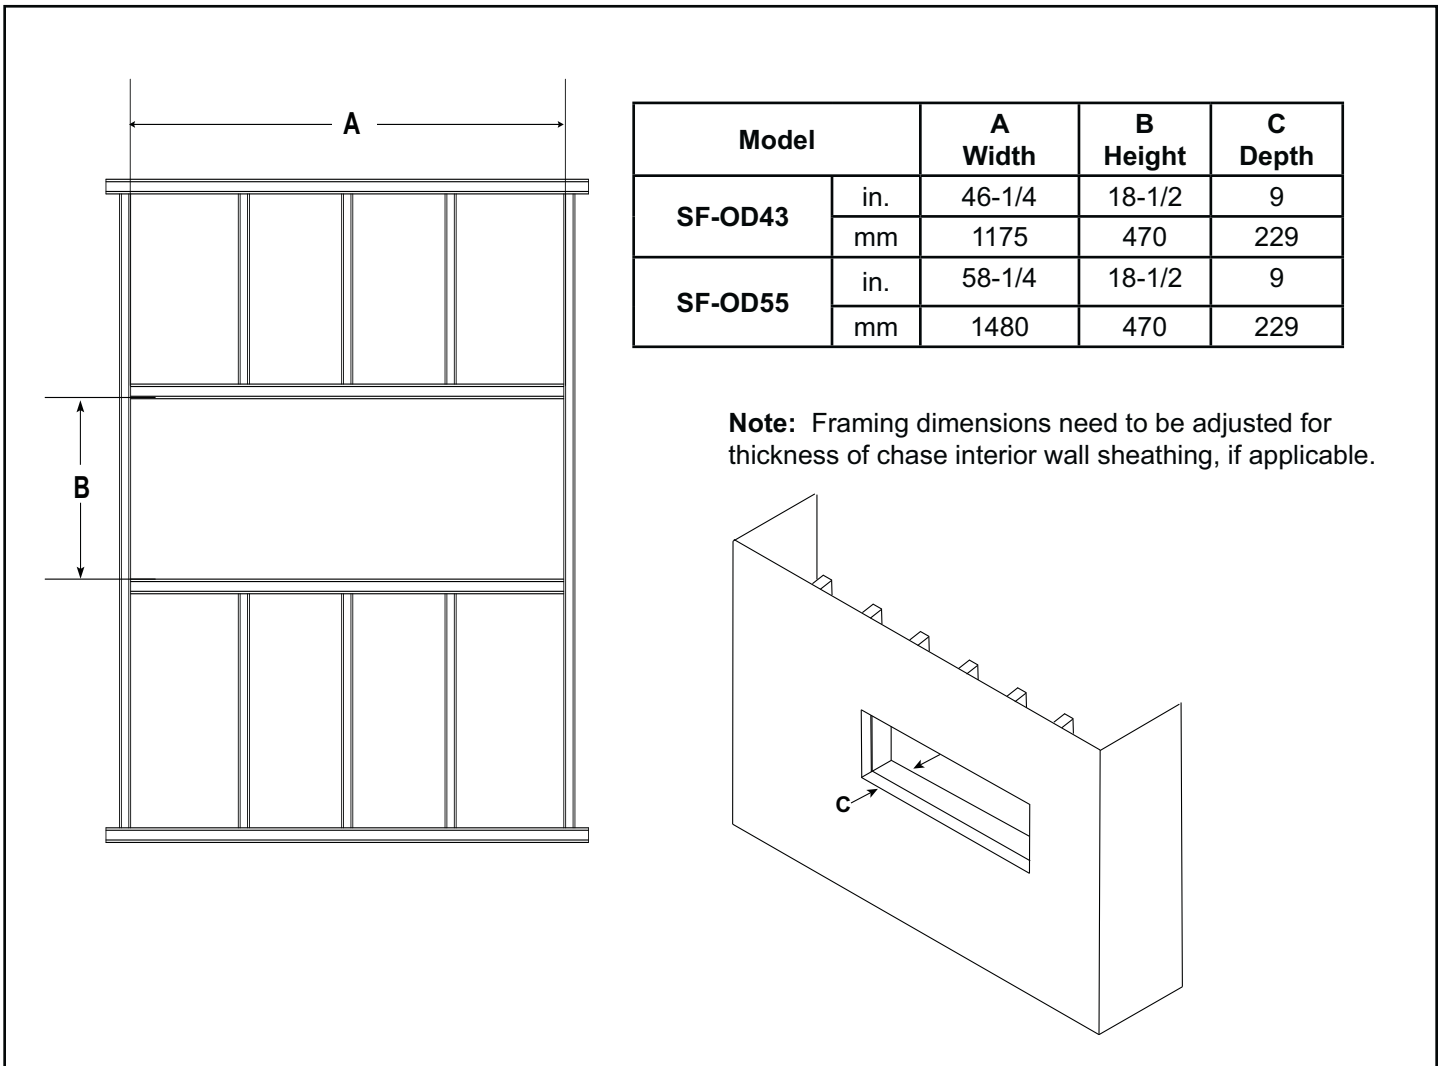 A
Model A Width B Height C Depth
SF-OD43 in. 46-1/4 18-1/2 9
mm 1175 470 229
SF-OD55 in. 58-1/4 18-1/2 9
mm 1480 470 229
B
Note: Framing dimensions need to be adjusted for
thickness of chase interior wall sheathing, if applicable.
C